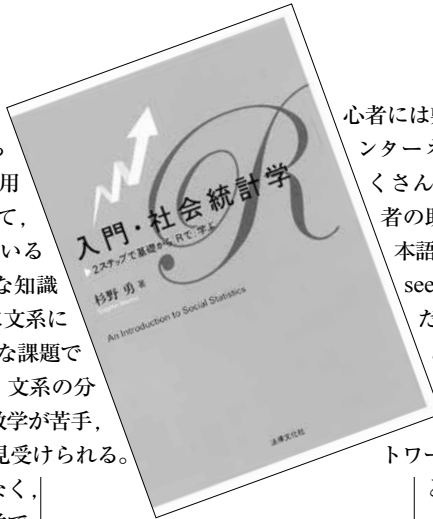 用
て，
いる
な知識
文系に
な課題で
文系の分
数学が苦手，
見受けられる。
なく，
入門・社会統計学
2ステップで基礎から[Rで]学ぶ
杉野 勇 著
An Introduction to Social Statistics
R
法律文化社
心者には
ンターネ
くさん
者の
本語
see
た
トワー